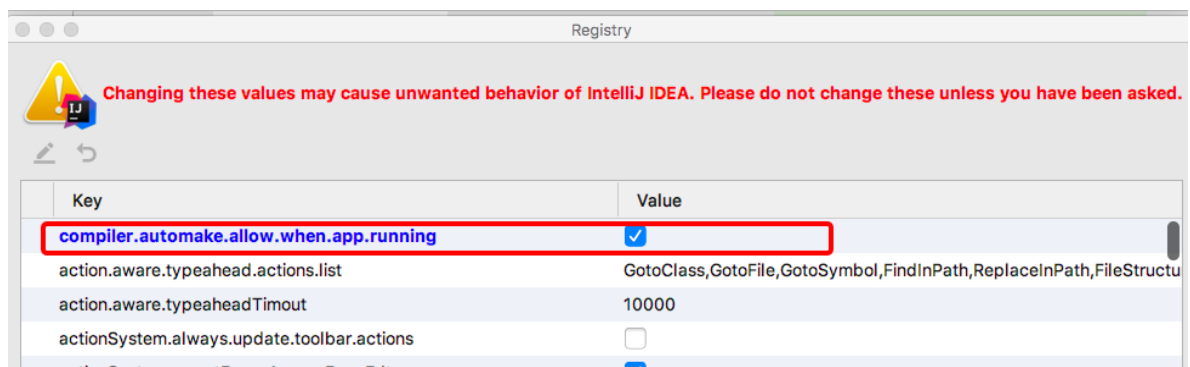 Registry
Changing these values may cause unwanted behavior of IntelliJ IDEA. Please do not change these unless you have been asked.
IJ
Key Value
compiler.automake.allow.when.app.running
action.aware.typeahead.actions.list GotoClass,GotoFile,GotoSymbol,FindInPath,ReplaceInPath,FileStructu
action.aware.typeaheadTimout 10000
actionSystem.always.update.toolbar.actions